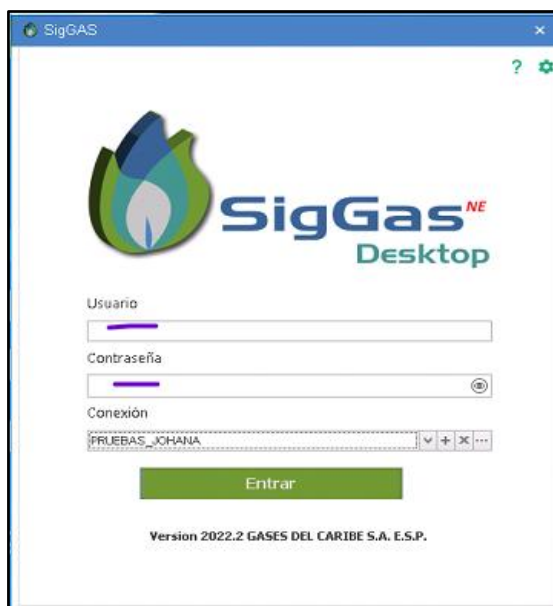 SigGAS
?
SigGas NE
Desktop
Usuario
Contraseña
Conexión
PRUEBAS_JOHANA
Entrar
Version 2022.2 GASES DEL CARIBE S.A. E.S.P.